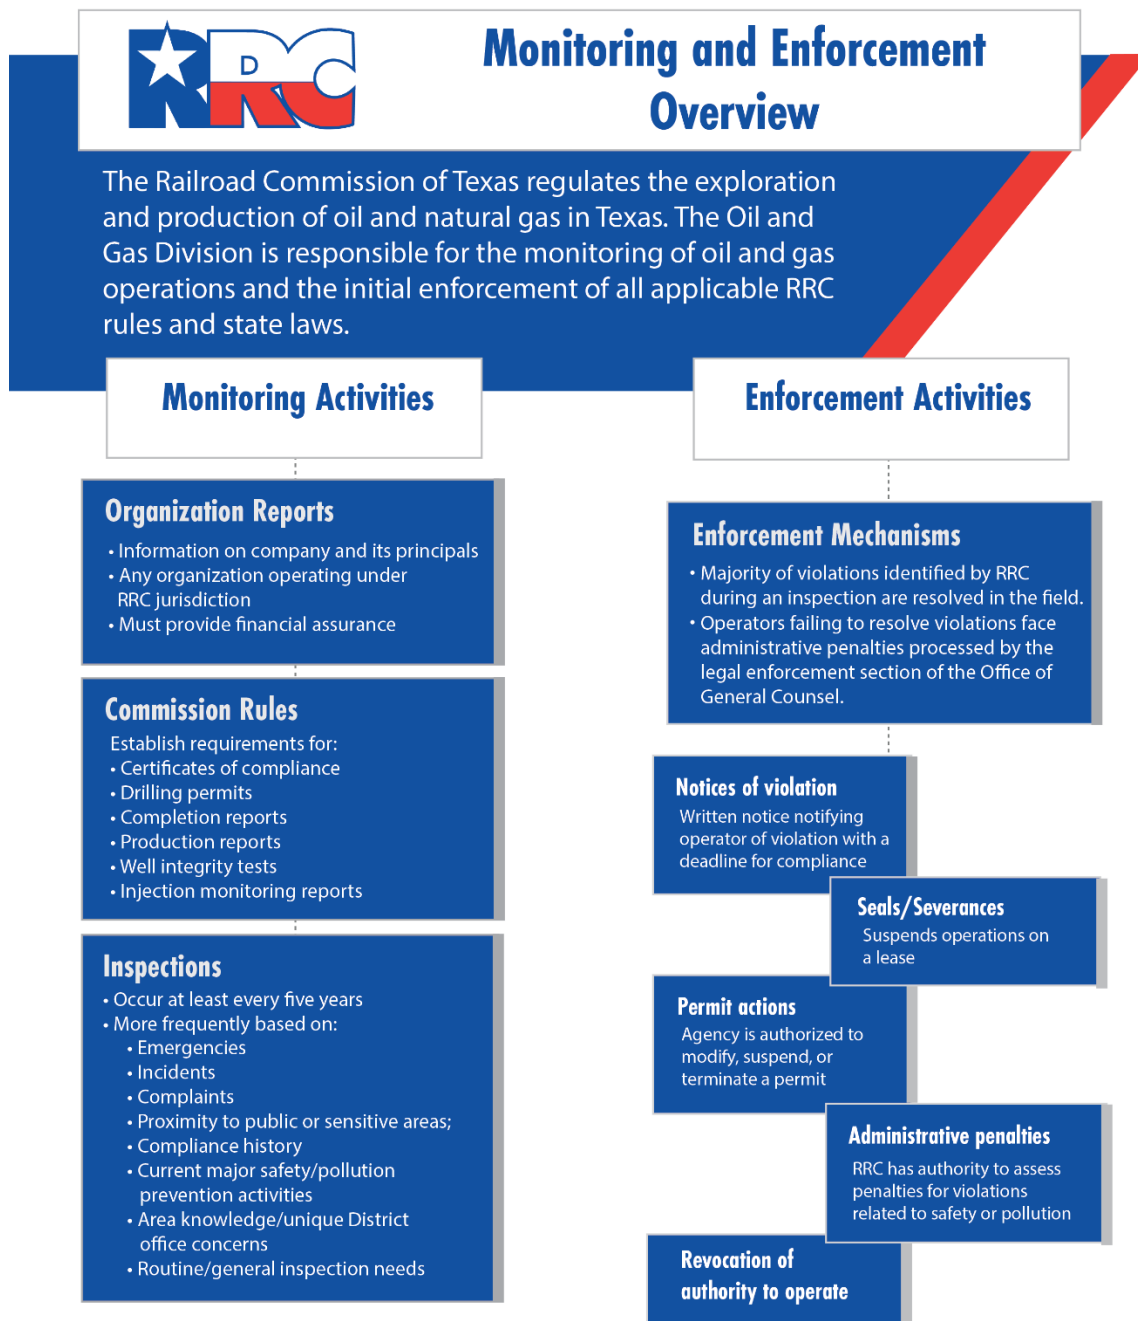 RRC
D
Monitoring and Enforcement
Overview
The Railroad Commission of Texas regulates the exploration
and production of oil and natural gas in Texas. The Oil and
Gas Division is responsible for the monitoring of oil and gas
operations and the initial enforcement of all applicable RRC
rules and state laws.
Monitoring Activities
Organization Reports
• Information on company and its principals
• Any organization operating under
RRC jurisdiction
• Must provide financial assurance
Commission Rules
Establish requirements for:
• Certificates of compliance
• Drilling permits
• Completion reports
• Production reports
• Well integrity tests
• Injection monitoring reports
Inspections
• Occur at least every five years
• More frequently based on:
• Emergencies
• Incidents
• Complaints
• Proximity to public or sensitive areas;
• Compliance history
• Current major safety/pollution
prevention activities
• Area knowledge/unique District
office concerns
• Routine/general inspection needs
Enforcement Activities
Enforcement Mechanisms
• Majority of violations identified by RRC
during an inspection are resolved in the field.
• Operators failing to resolve violations face
administrative penalties processed by the
legal enforcement section of the Office of
General Counsel.
Notices of violation
Written notice notifying
operator of violation with a
deadline for compliance
Seals/Severances
Suspends operations on
a lease
Permit actions
Agency is authorized to
modify, suspend, or
terminate a permit
Administrative penalties
RRC has authority to assess
penalties for violations
related to safety or pollution
Revocation of
authority to operate